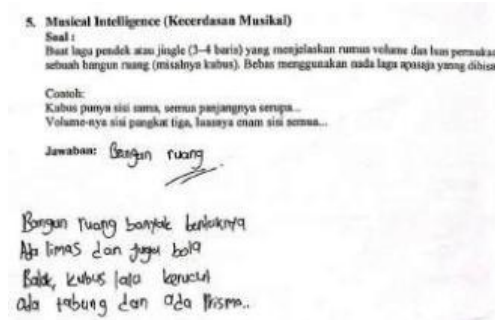 5. Musical Intelligence (Kecerdasan Musikal)
Soal :
Buat lagu pendek atau jingle (3–4 baris) yang menjelaskan rumus volume dan luas permukaa
sebuah bangun ruang (misalnya kubus). Bebas menggunakan nada lagu apasaja yanng dibisa
Contoh:
Kubus punya sisi sama, semua panjangnya serupa...
Volume-nya sisi pangkat tiga, luasnya enam sisi semua...
Jawaban: Bangun ruang
Bangun ruang banyak bentuknya
Ada limas dan juga bola
Balok, kubus lalu kerucut
ada tabung dan ada Prisma..